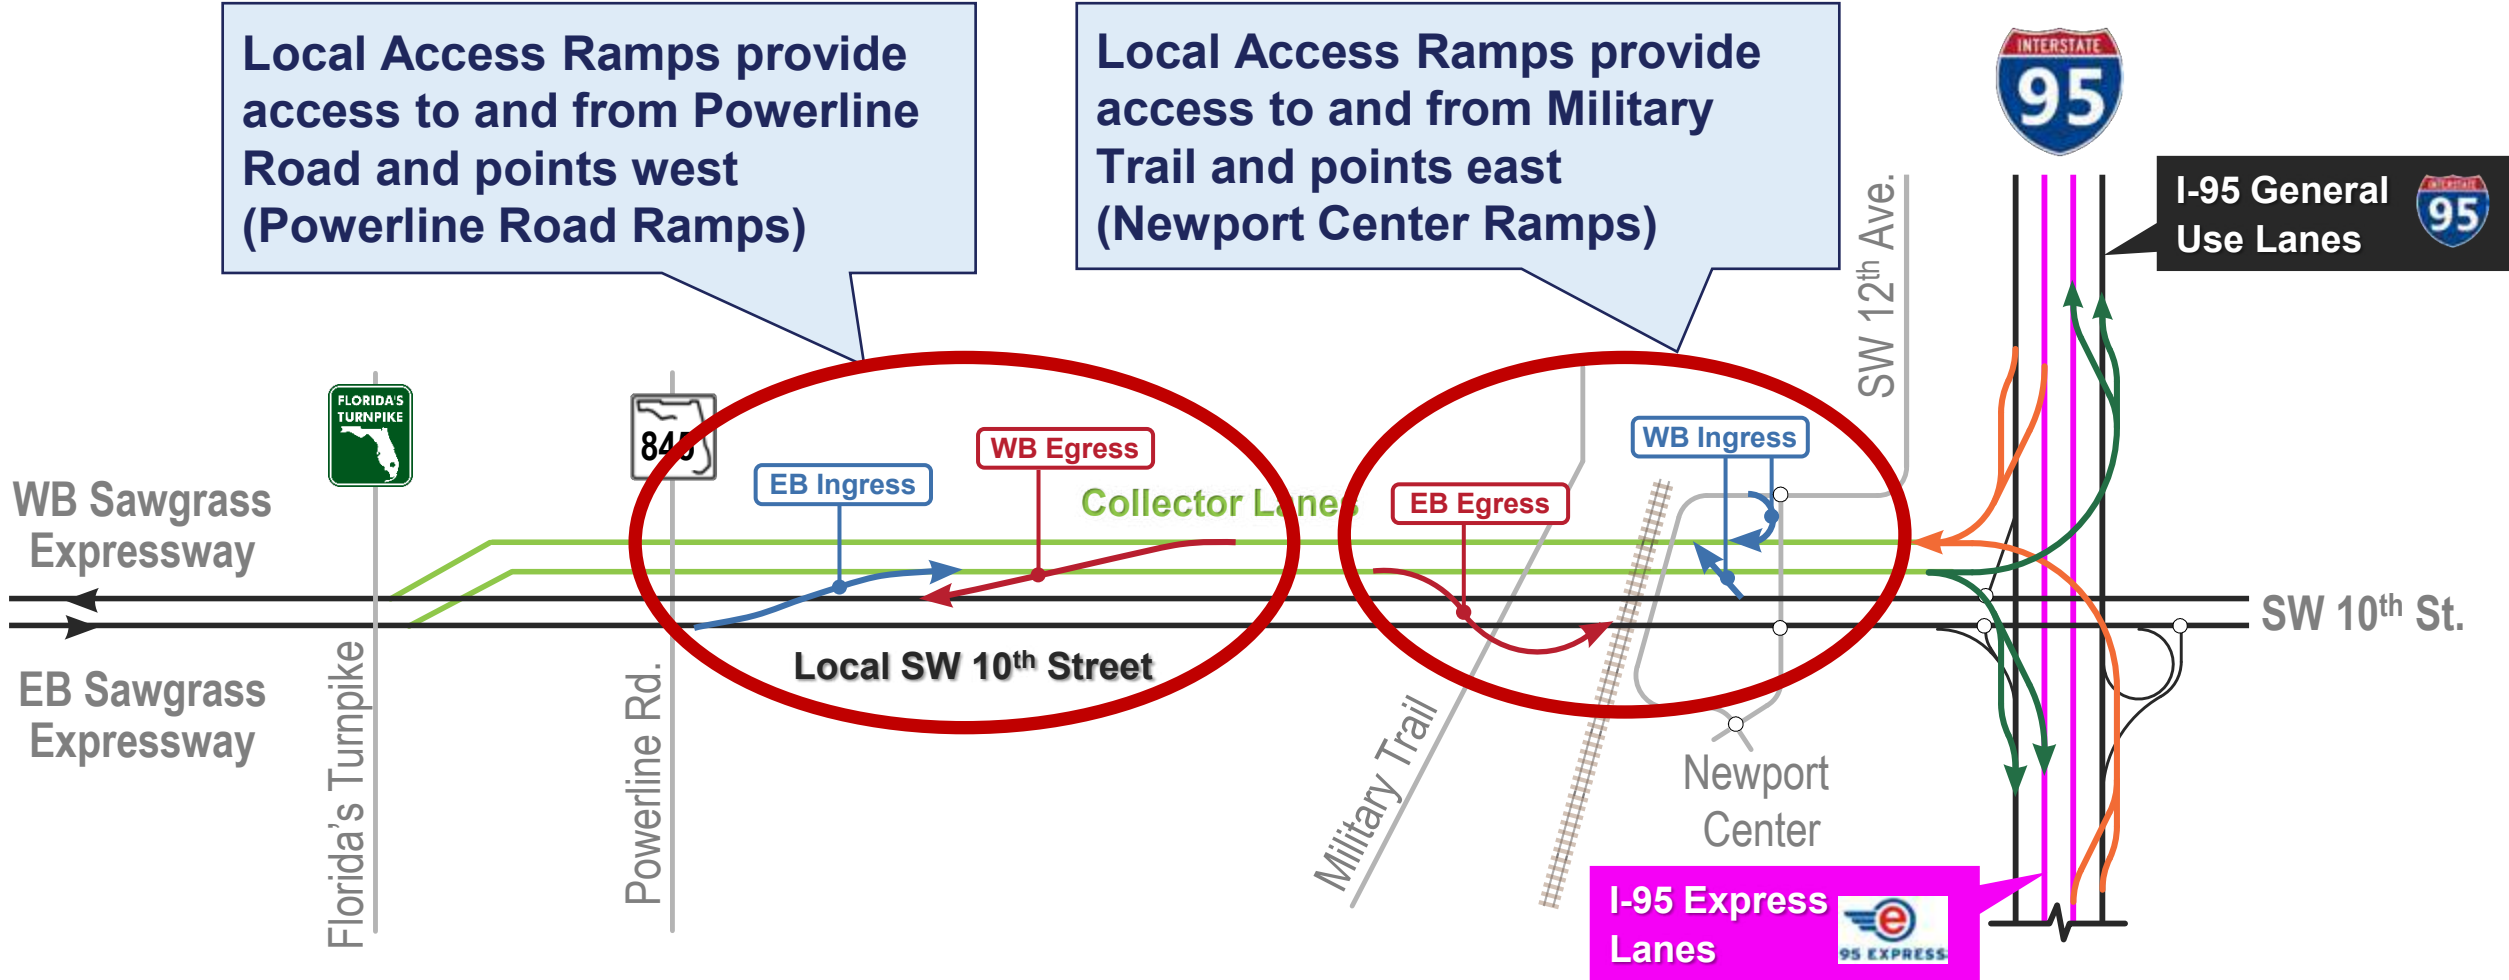 Local Access Ramps provide
access to and from Powerline
Road and points west
(Powerline Road Ramps)
Local Access Ramps provide
access to and from Military
Trail and points east
(Newport Center Ramps)
INTERSTATE
95
I-95 General
Use Lanes
INTERSTATE
95
SW 12th Ave.
FLORIDA'S
TURNPIKE
845
WB Sawgrass
Expressway
EB Ingress
WB Egress
Collector Lanes
EB Egress
WB Ingress
SW 10th St.
Local SW 10th Street
EB Sawgrass
Expressway
Florida's Turnpike
Powerline Rd.
Military Trail
Newport
Center
I-95 Express
Lanes
e
95 EXPRESS